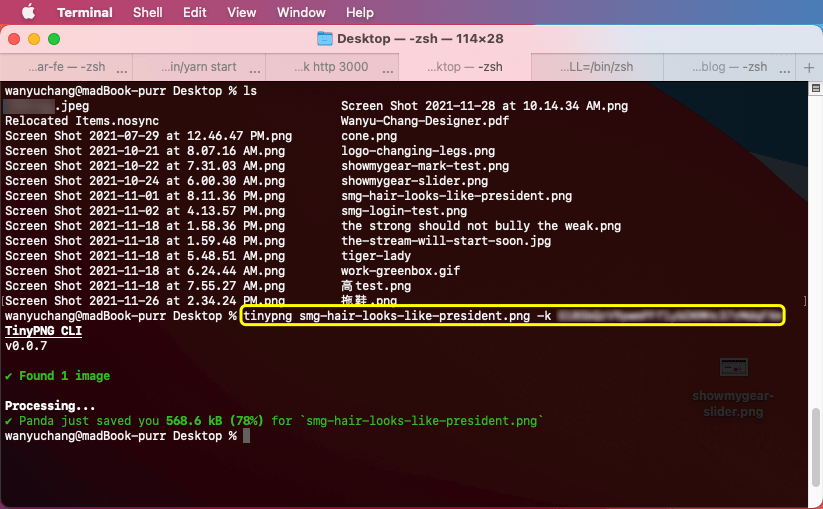 Terminal Shell Edit View Window Help
Desktop — -zsh — 114×28
...ar-fe — -zsh ... ...in/yarn start ... ...k http 3000 ... ...ktop — -zsh ...LL=/bin/zsh ...blog — -zsh ... +
wanyuchang@madBook-purr Desktop % ls
.jpeg Screen Shot 2021-11-28 at 10.14.34 AM.png
Relocated Items.nosync Wanyu-Chang-Designer.pdf
Screen Shot 2021-07-29 at 12.46.47 PM.png cone.png
Screen Shot 2021-10-21 at 8.07.16 AM.png logo-changing-legs.png
Screen Shot 2021-10-22 at 7.31.03 AM.png showmygear-mark-test.png
Screen Shot 2021-10-24 at 6.00.30 AM.png showmygear-slider.png
Screen Shot 2021-11-01 at 8.11.36 PM.png smg-hair-looks-like-president.png
Screen Shot 2021-11-02 at 4.13.57 PM.png smg-login-test.png
Screen Shot 2021-11-18 at 1.58.36 PM.png the strong should not bully the weak.png
Screen Shot 2021-11-18 at 1.59.48 PM.png the-stream-will-start-soon.jpg
Screen Shot 2021-11-18 at 5.48.51 AM.png tiger-lady
Screen Shot 2021-11-18 at 6.24.44 AM.png work-greenbox.gif
Screen Shot 2021-11-18 at 7.55.27 AM.png 高test.png
Screen Shot 2021-11-26 at 2.34.24 PM.png 拖鞋.png
wanyuchang@madBook-purr Desktop % tinypng smg-hair-looks-like-president.png -k
TinyPNG CLI
v0.0.7
✔ Found 1 image
Processing...
✔ Panda just saved you 568.6 kB (78%) for `smg-hair-looks-like-president.png`
wanyuchang@madBook-purr Desktop %
showmygear-
slider.png